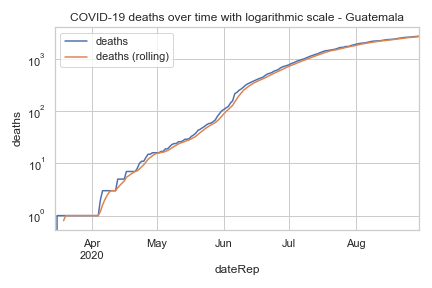 COVID-19 deaths over time with logarithmic scale - Guatemala
deaths
deaths (rolling)
10³
10²
10¹
10⁰
deaths
Apr May Jun Jul Aug
2020
dateRep